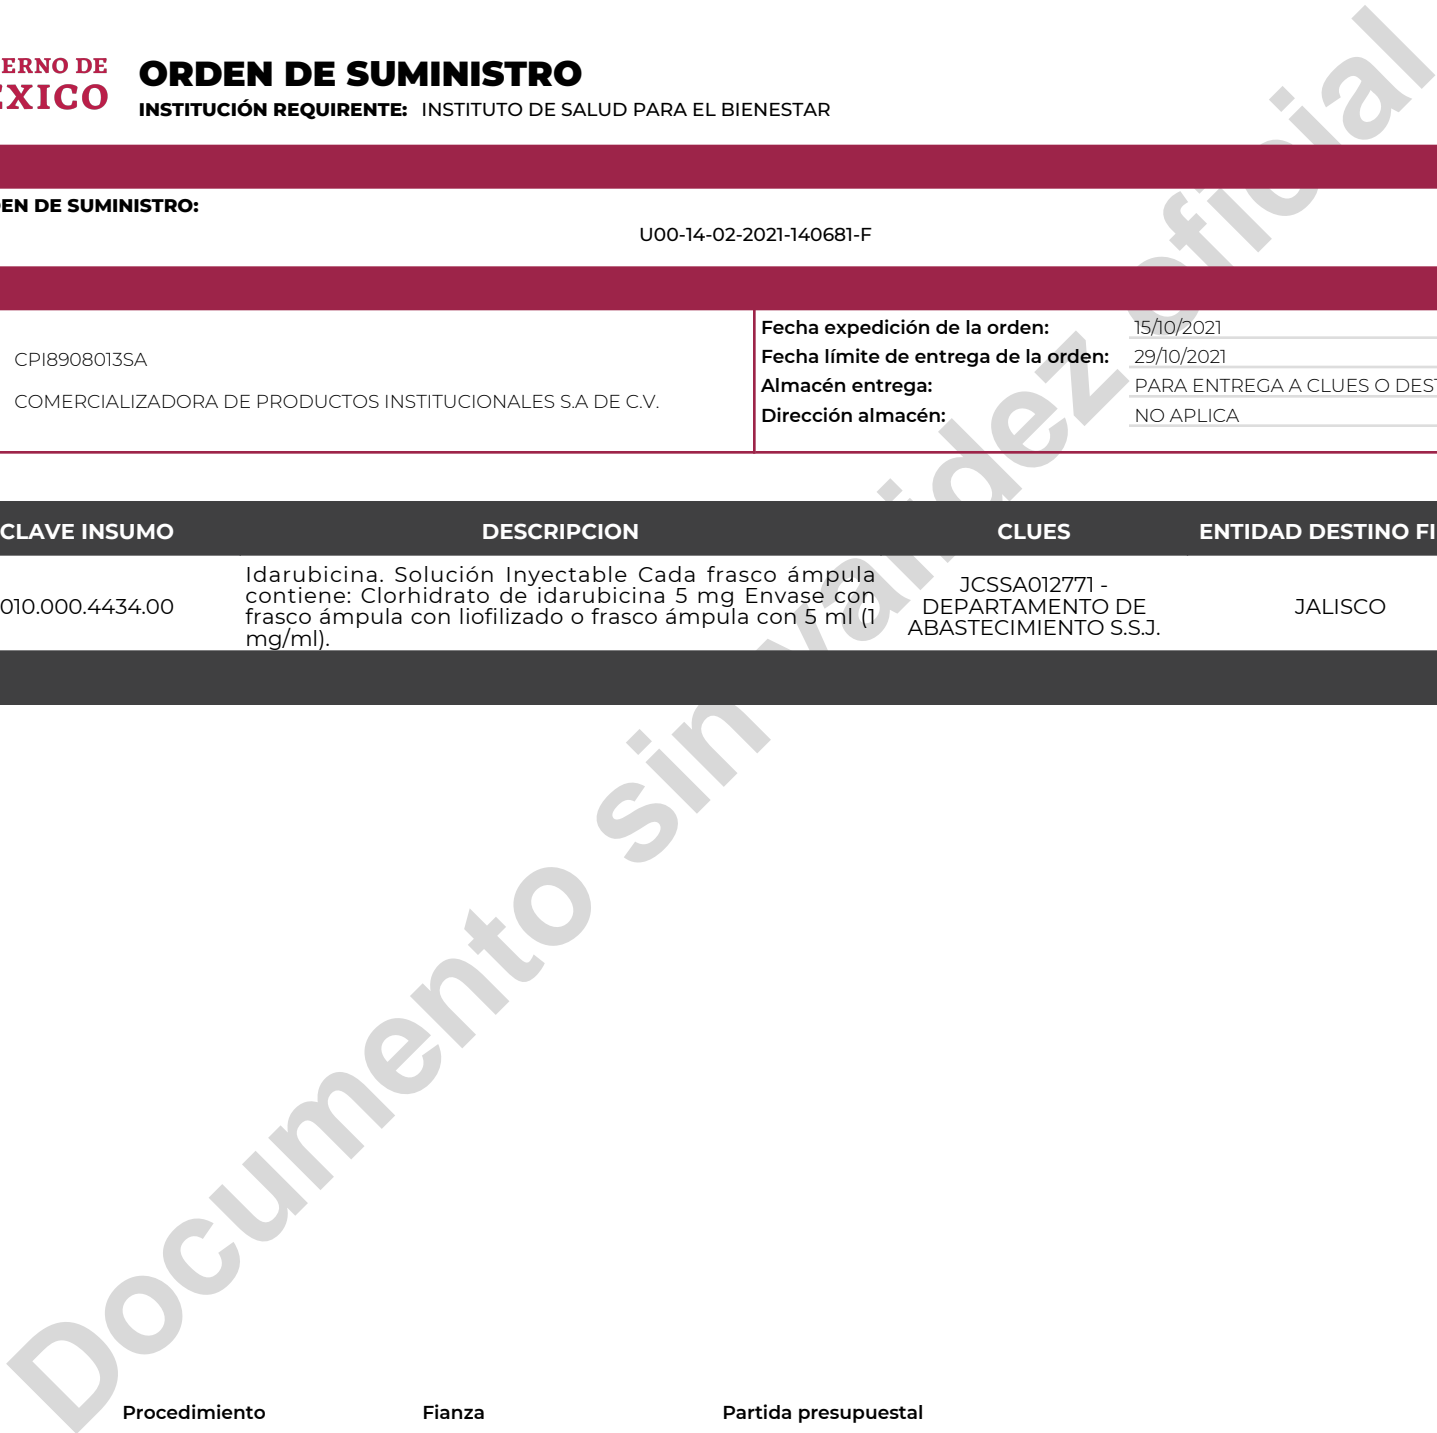 ERNO DE
EXICO
ORDEN DE SUMINISTRO
INSTITUCIÓN REQUIRENTE: INSTITUTO DE SALUD PARA EL BIENESTAR
EN DE SUMINISTRO:
U00-14-02-2021-140681-F
CPI8908013SA
COMERCIALIZADORA DE PRODUCTOS INSTITUCIONALES S.A DE C.V.
Fecha expedición de la orden: 15/10/2021
Fecha límite de entrega de la orden: 29/10/2021
Almacén entrega: PARA ENTREGA A CLUES O DEST
Dirección almacén: NO APLICA
CLAVE INSUMO DESCRIPCION CLUES ENTIDAD DESTINO FI
010.000.4434.00
Idarubicina. Solución Inyectable Cada frasco ámpula
contiene: Clorhidrato de idarubicina 5 mg Envase con
frasco ámpula con liofilizado o frasco ámpula con 5 ml (1
mg/ml).
JCSSA012771 -
DEPARTAMENTO DE
ABASTECIMIENTO S.S.J.
JALISCO
Documento sin validez oficial
Procedimiento Fianza Partida presupuestal